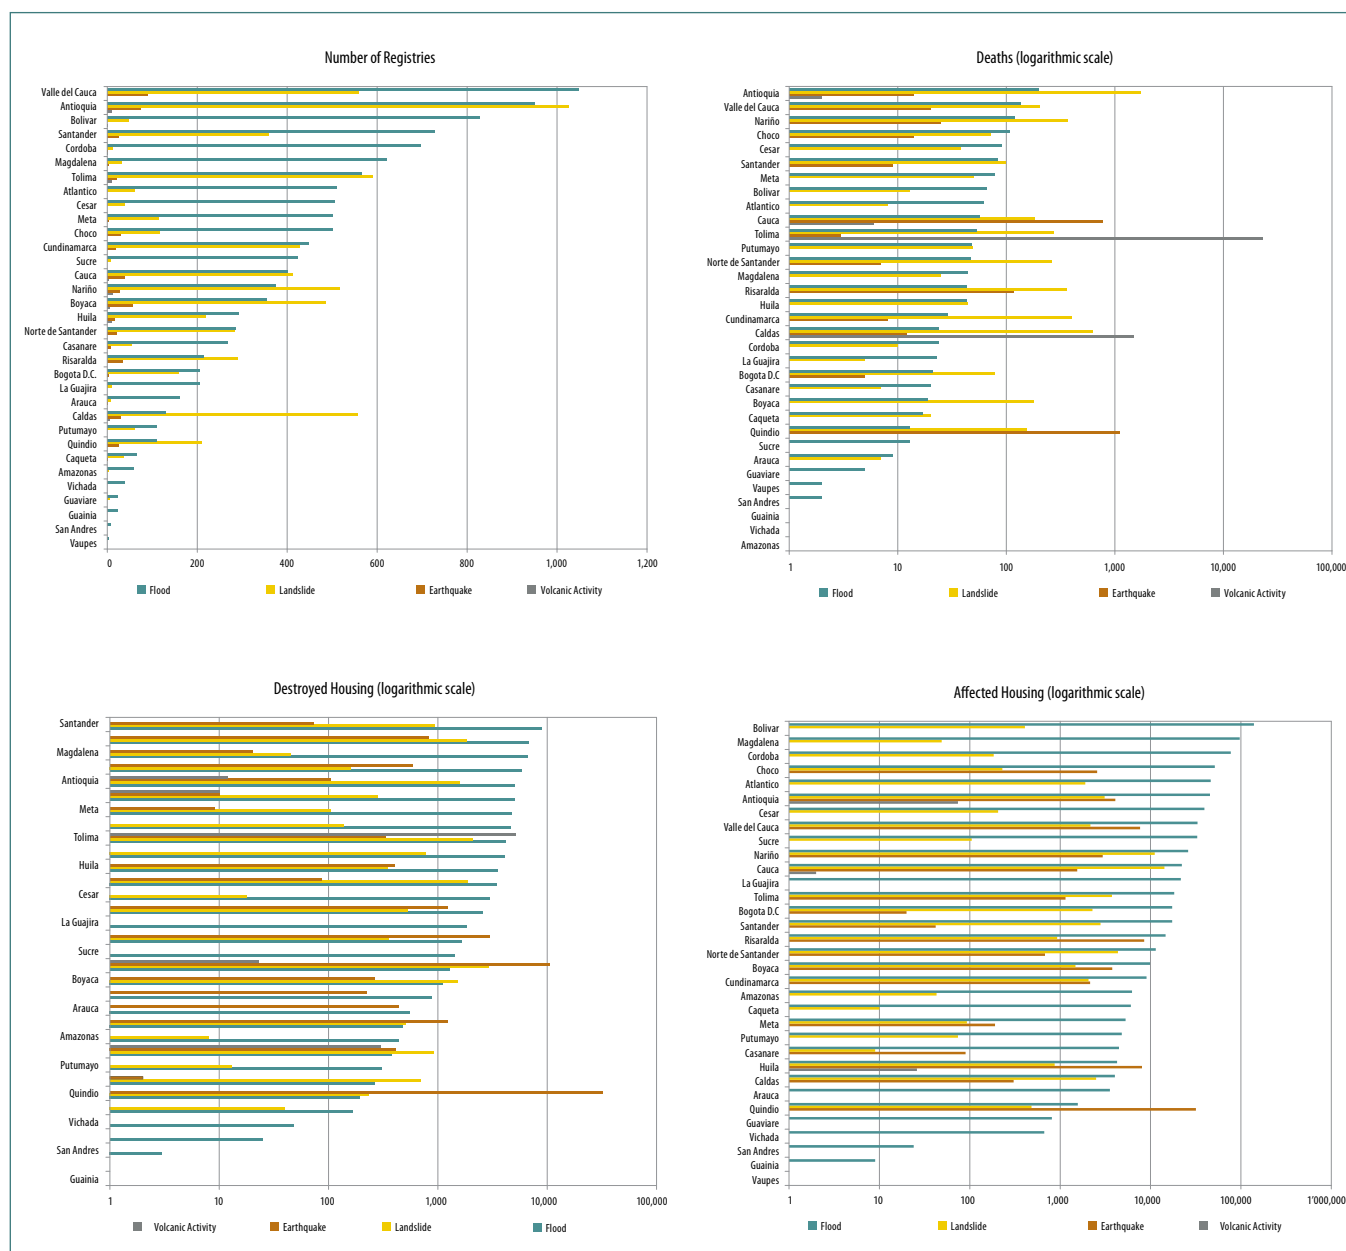 Number of Registries
Valle del Cauca
Antioquia
Bolivar
Santander
Cordoba
Magdalena
Tolima
Atlantico
Cesar
Meta
Choco
Cundinamarca
Sucre
Cauca
Nariño
Boyaca
Huila
Norte de Santander
Casanare
Risaralda
Bogota D.C.
La Guajira
Arauca
Caldas
Putumayo
Quindio
Caqueta
Amazonas
Vichada
Guaviare
Guainia
San Andres
Vaupes
0 200 400 600 800 1,000 1,200
Flood Landslide Earthquake Volcanic Activity
Deaths (logarithmic scale)
Antioquia
Valle del Cauca
Nariño
Choco
Cesar
Santander
Meta
Bolivar
Atlantico
Cauca
Tolima
Putumayo
Norte de Santander
Magdalena
Risaralda
Huila
Cundinamarca
Caldas
Cordoba
La Guajira
Bogota D.C
Casanare
Boyaca
Caqueta
Quindio
Sucre
Arauca
Guaviare
Vaupes
San Andres
Guainia
Vichada
Amazonas
1 10 100 1,000 10,000 100,000
Flood Landslide Earthquake Volcanic Activity
Destroyed Housing (logarithmic scale)
Santander
Magdalena
Antioquia
Meta
Tolima
Huila
Cesar
La Guajira
Sucre
Boyaca
Arauca
Amazonas
Putumayo
Quindio
Vichada
San Andres
Guainia
1 10 100 1,000 10,000 100,000
Volcanic Activity Earthquake Landslide Flood
Affected Housing (logarithmic scale)
Bolivar
Magdalena
Cordoba
Choco
Atlantico
Antioquia
Cesar
Valle del Cauca
Sucre
Nariño
Cauca
La Guajira
Tolima
Bogota D.C
Santander
Risaralda
Norte de Santander
Boyaca
Cundinamarca
Amazonas
Caqueta
Meta
Putumayo
Casanare
Huila
Caldas
Arauca
Quindio
Guaviare
Vichada
San Andres
Guainia
Vaupes
1 10 100 1,000 10,000 100,000 1'000,000
Flood Landslide Earthquake Volcanic Activity